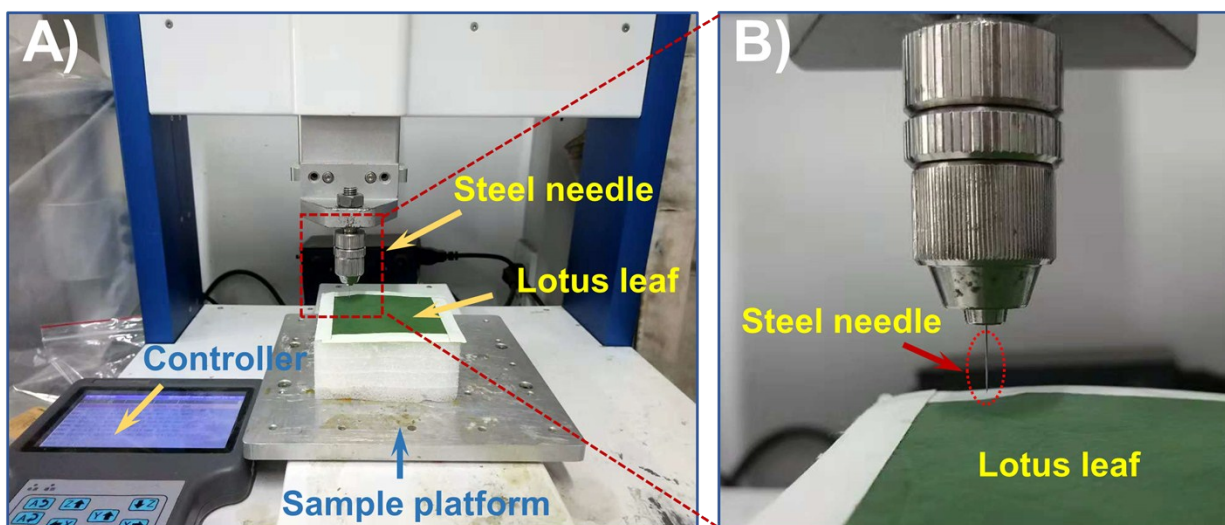 A)
Steel needle
Lotus leaf
Controller
Sample platform
B)
Steel needle
Lotus leaf